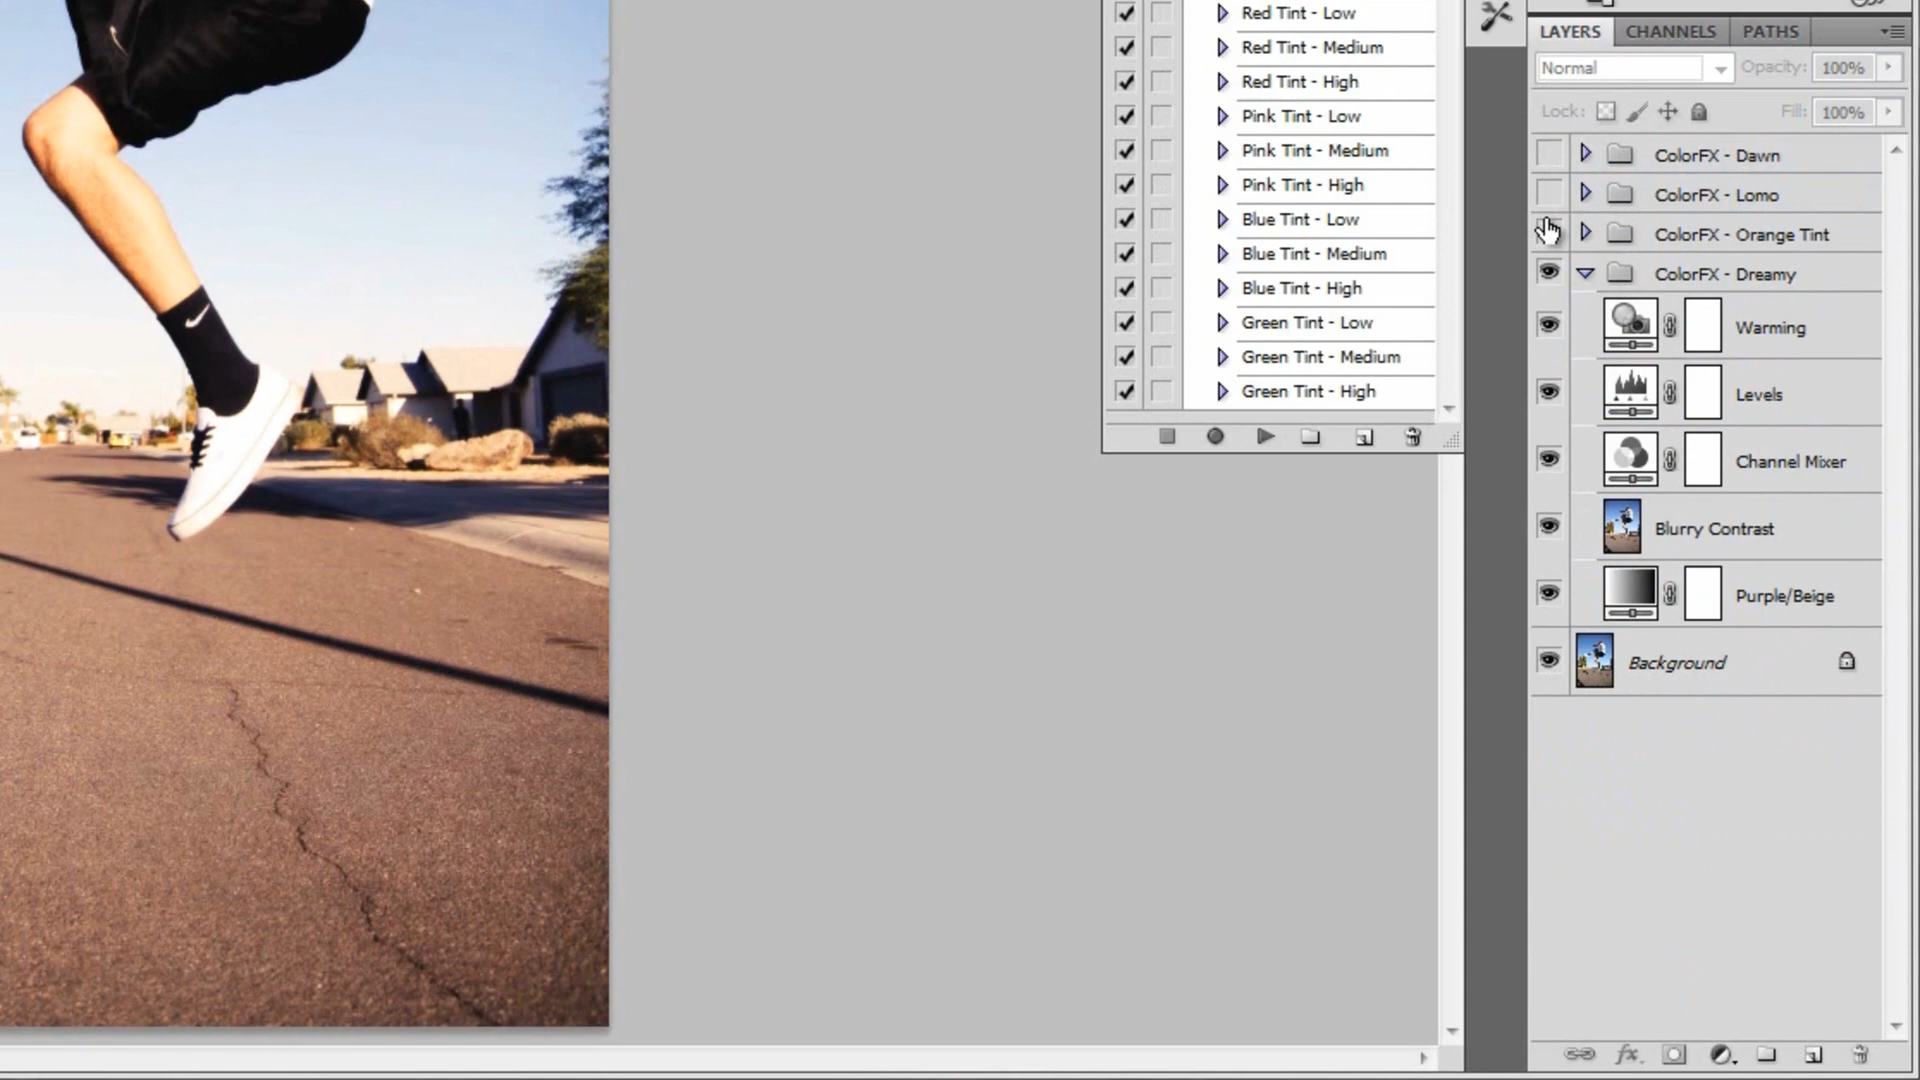 Red Tint - Low
Red Tint - Medium
Red Tint - High
Pink Tint - Low
Pink Tint - Medium
Pink Tint - High
Blue Tint - Low
Blue Tint - Medium
Blue Tint - High
Green Tint - Low
Green Tint - Medium
Green Tint - High
LAYERS CHANNELS PATHS
Normal Opacity: 100%
Lock: Fill: 100%
ColorFX - Dawn
ColorFX - Lomo
ColorFX - Orange Tint
ColorFX - Dreamy
Warming
Levels
Channel Mixer
Blurry Contrast
Purple/Beige
Background
fx